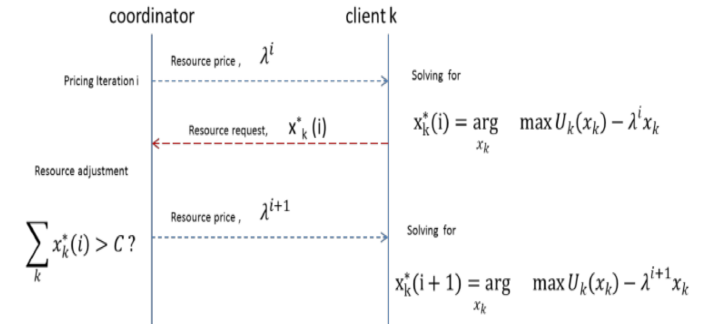 coordinator
client k
Resource price , λ^i
Pricing Iteration i
Solving for
Resource request, x*_k (i)
x*_k(i) = arg max U_k(x_k) − λ^i x_k
x_k
Resource adjustment
Resource price , λ^{i+1}
Solving for
∑ x*_k(i) > C ?
k
x*_k(i + 1) = arg max U_k(x_k) − λ^{i+1} x_k
x_k